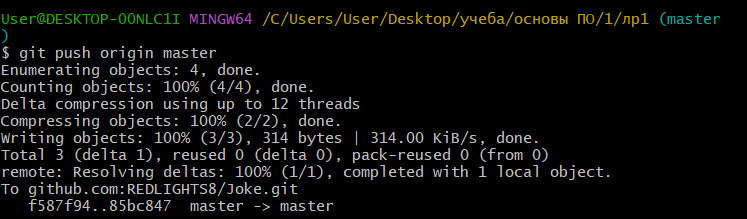 User@DESKTOP-OONLC1I MINGW64 /C/Users/User/Desktop/учеба/основы ПО/1/лр1 (master
)
$ git push origin master
Enumerating objects: 4, done.
Counting objects: 100% (4/4), done.
Delta compression using up to 12 threads
Compressing objects: 100% (2/2), done.
Writing objects: 100% (3/3), 314 bytes | 314.00 KiB/s, done.
Total 3 (delta 1), reused 0 (delta 0), pack-reused 0 (from 0)
remote: Resolving deltas: 100% (1/1), completed with 1 local object.
To github.com:REDLIGHTS8/Joke.git
   f587f94..85bc847  master -> master